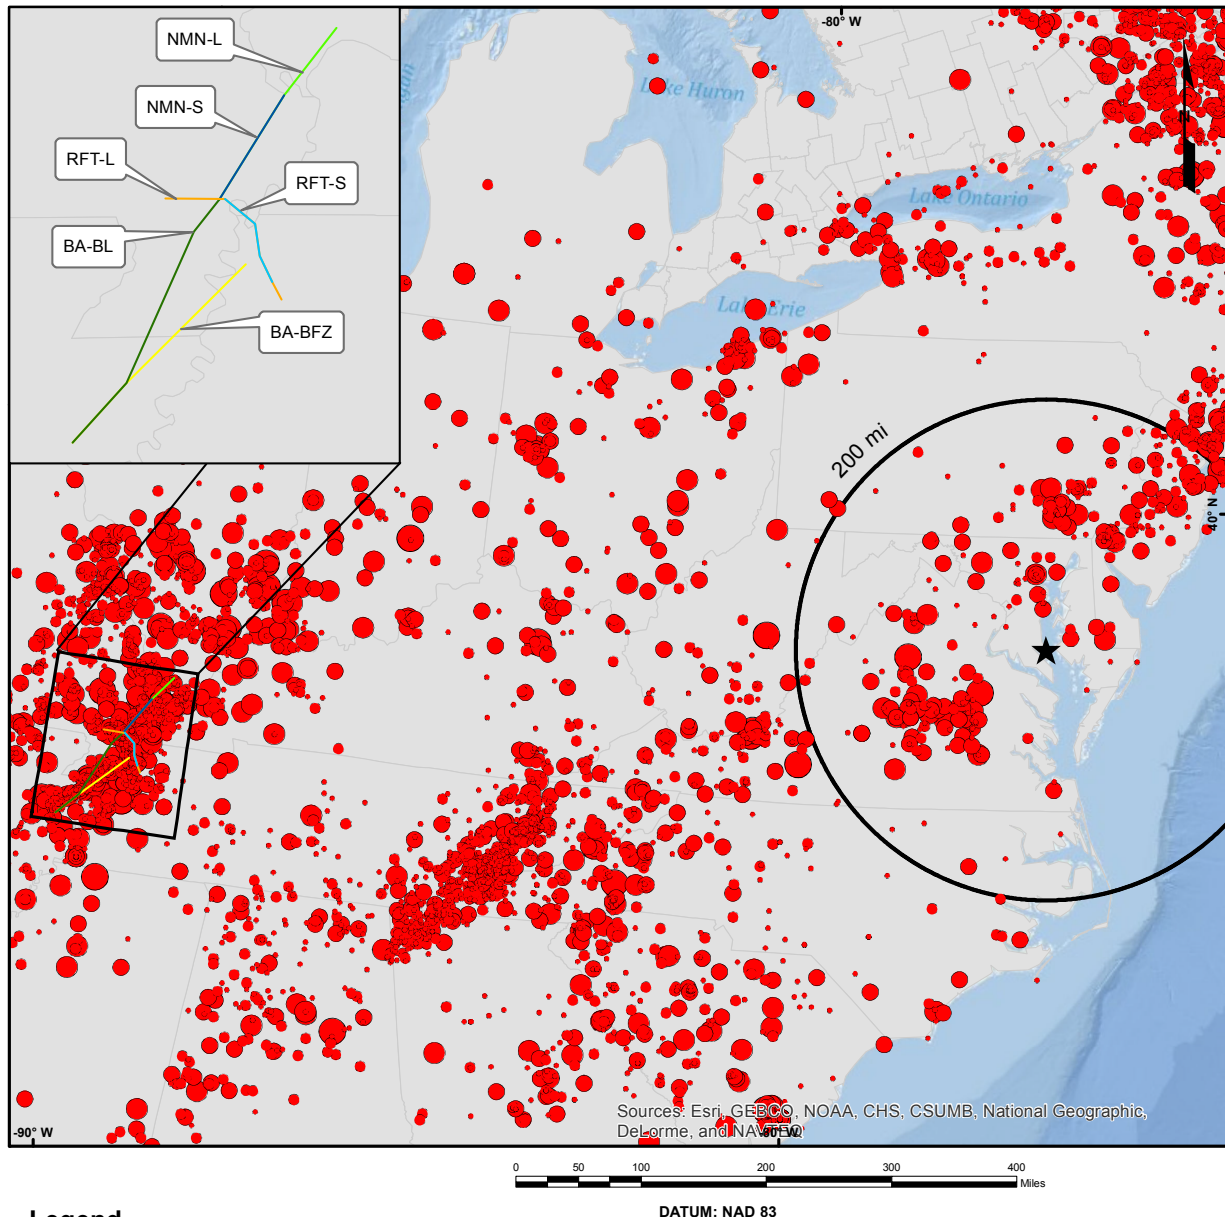 -80° W
NMN-L
NMN-S
RFT-L
RFT-S
BA-BL
BA-BFZ
Lake Huron
N
Lake Ontario
Lake Erie
200 mi
40° N
Sources: Esri, GEBCO, NOAA, CHS, CSUMB, National Geographic,
DeLorme, and NAVTEQ
-90° W
-80° W
0 50 100 200 300 400
Miles
DATUM: NAD 83
Legend